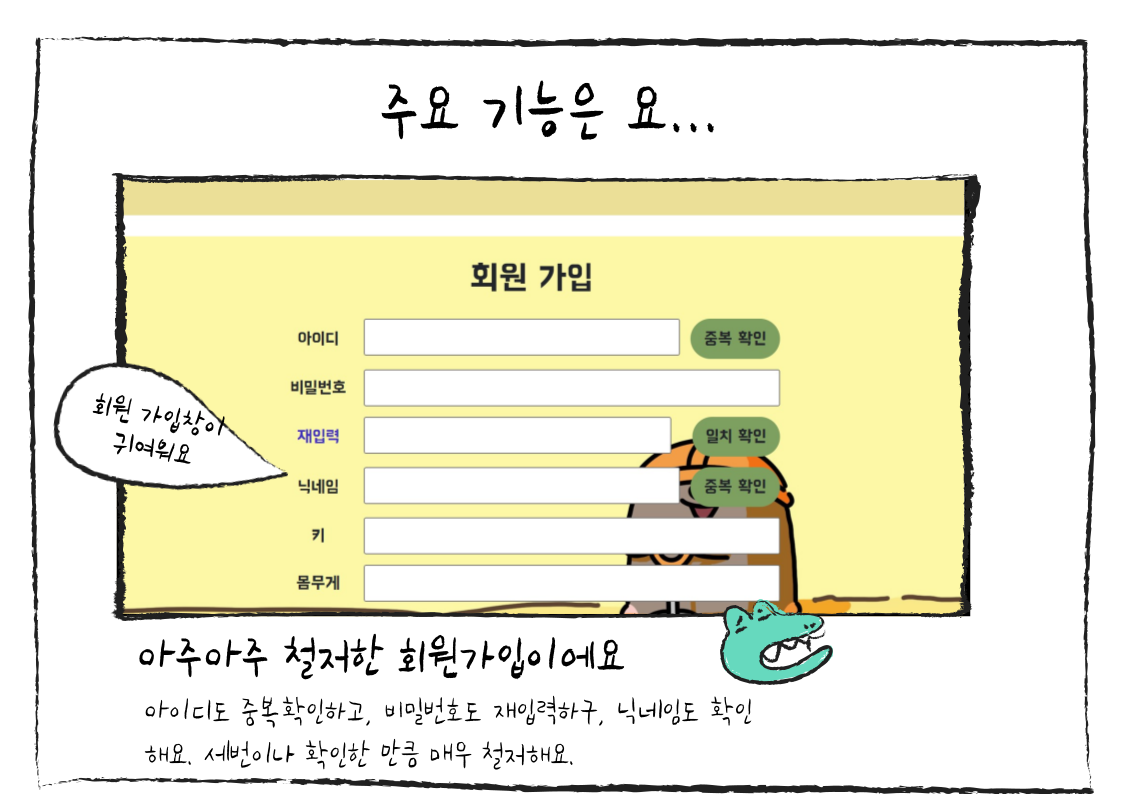 주요 기능은 요...
회원 가입
아이디
중복 확인
비밀번호
재입력
일치 확인
회원 가입창이
귀여워요
닉네임
중복 확인
키
몸무게
아주아주 철저한 회원가입이에요
아이디도 중복확인하고, 비밀번호도 재입력하구, 닉네임도 확인
해요. 세번이나 확인한 만큼 매우 철저해요.